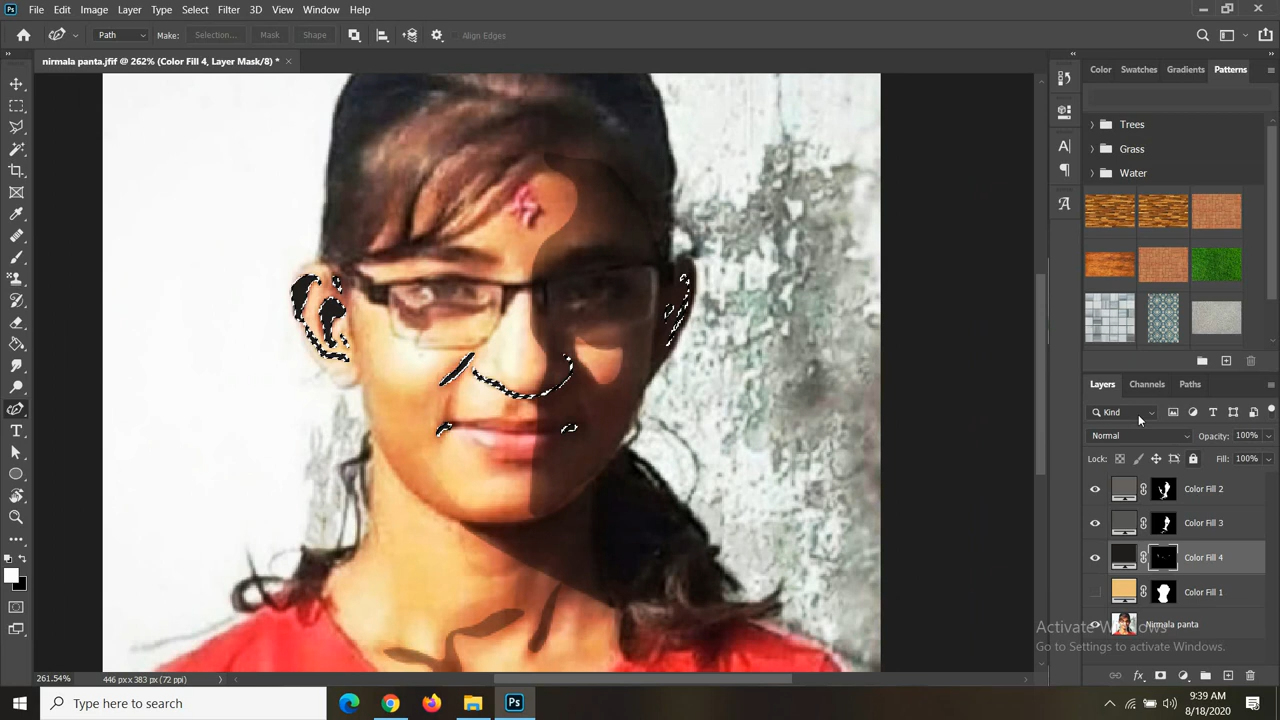 Ps File Edit Image Layer Type Select Filter 3D View Window Help
Path Make: Selection... Mask Shape Align Edges
nirmala panta.jfif @ 262% (Color Fill 4, Layer Mask/8) * ×
Color Swatches Gradients Patterns
Trees
Grass
Water
Layers Channels Paths
Kind
Normal Opacity: 100%
Lock: Fill: 100%
Color Fill 2
Color Fill 3
Color Fill 4
Color Fill 1
Nirmala panta
Activate Windows
Go to Settings to activate Windows.
261.54% 446 px x 383 px (72 ppi)
Type here to search
Ps
9:39 AM
8/18/2020